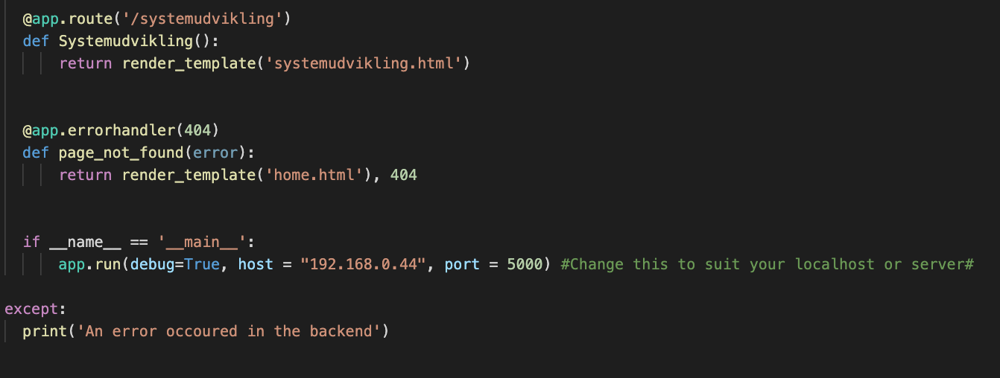 @app.route('/systemudvikling')
def Systemudvikling():
    return render_template('systemudvikling.html')
@app.errorhandler(404)
def page_not_found(error):
    return render_template('home.html'), 404
if __name__ == '__main__':
    app.run(debug=True, host = "192.168.0.44", port = 5000) #Change this to suit your localhost or server#
except:
  print('An error occoured in the backend')